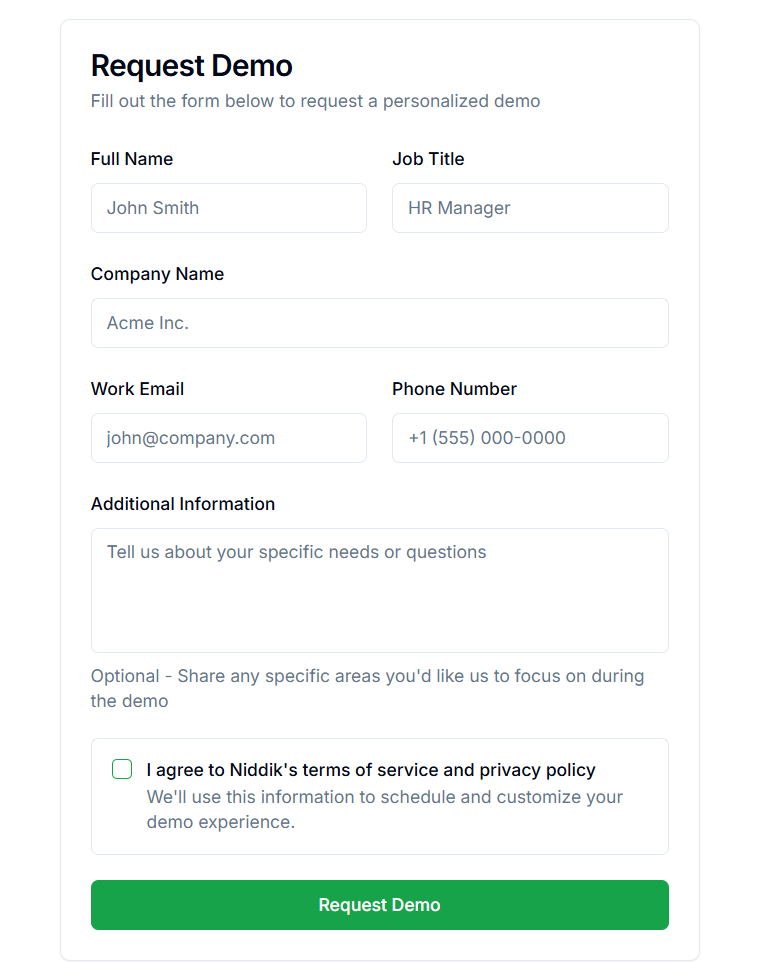 Request Demo
Fill out the form below to request a personalized demo
Full Name
Job Title
John Smith
HR Manager
Company Name
Acme Inc.
Work Email
Phone Number
john@company.com
+1 (555) 000-0000
Additional Information
Tell us about your specific needs or questions
Optional - Share any specific areas you'd like us to focus on during
the demo
I agree to Niddik's terms of service and privacy policy
We'll use this information to schedule and customize your
demo experience.
Request Demo